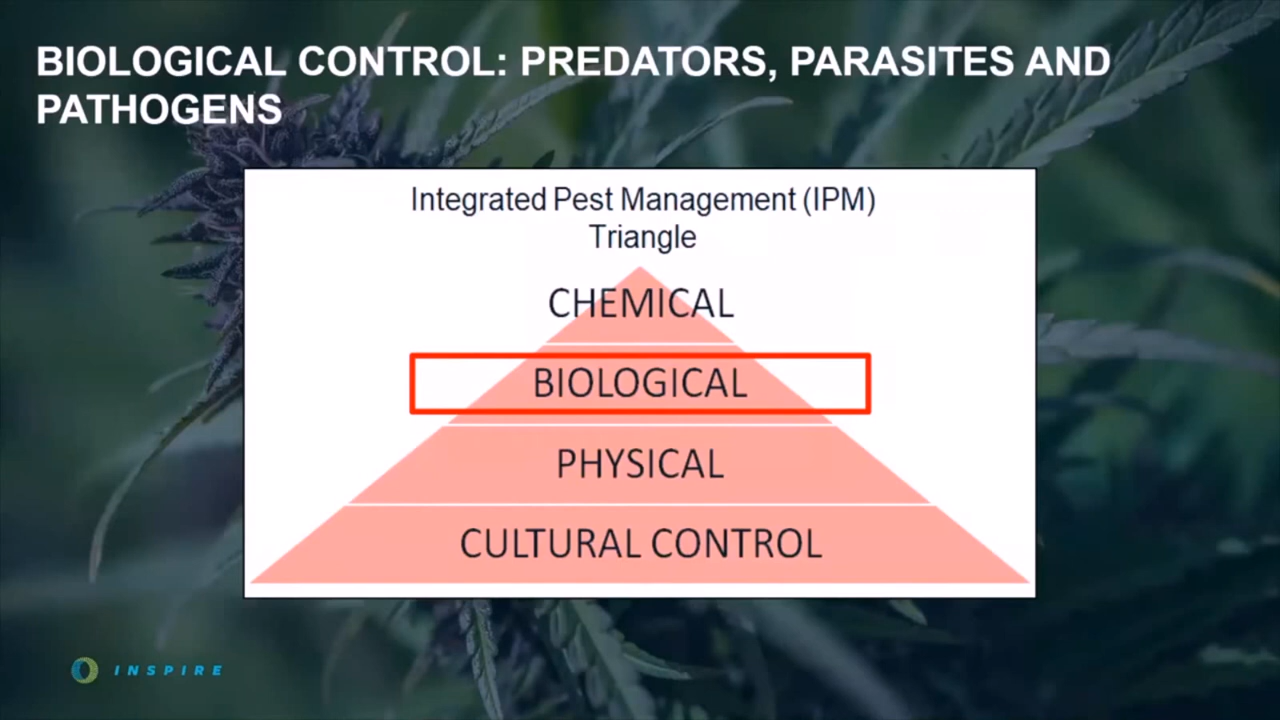 BIOLOGICAL CONTROL: PREDATORS, PARASITES AND
PATHOGENS
Integrated Pest Management (IPM)
Triangle
CHEMICAL
BIOLOGICAL
PHYSICAL
CULTURAL CONTROL
INSPIRE